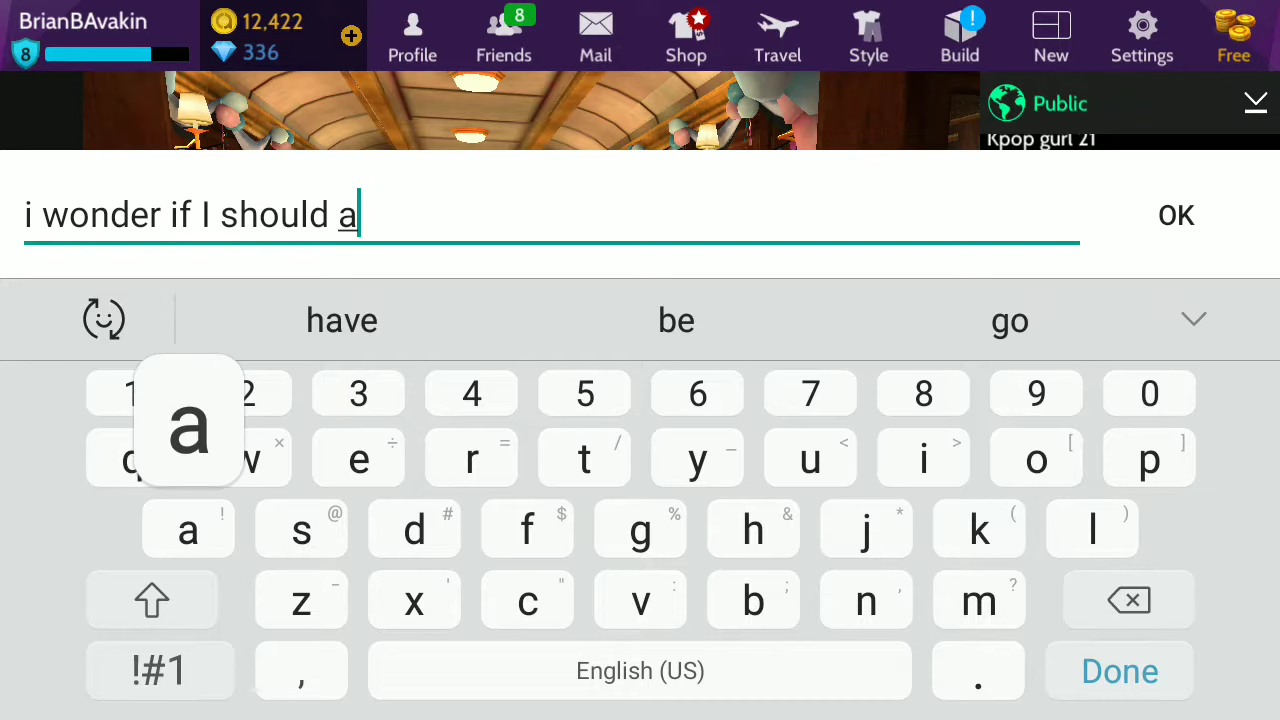 BrianBAvakin
8
12,422
336
8
!
Profile
Friends
Mail
Shop
Travel
Style
Build
New
Settings
Free
Public
Kpop gurl 21
i wonder if I should a
OK
have be go
a
1 2 3 4 5 6 7 8 9 0
q w × e ÷ r = t / y _ u < i > o [ p ]
a ! s @ d # f $ g % h & j * k ( l )
z - x ' c " v : b ; n , m ?
!#1 , English (US) . Done